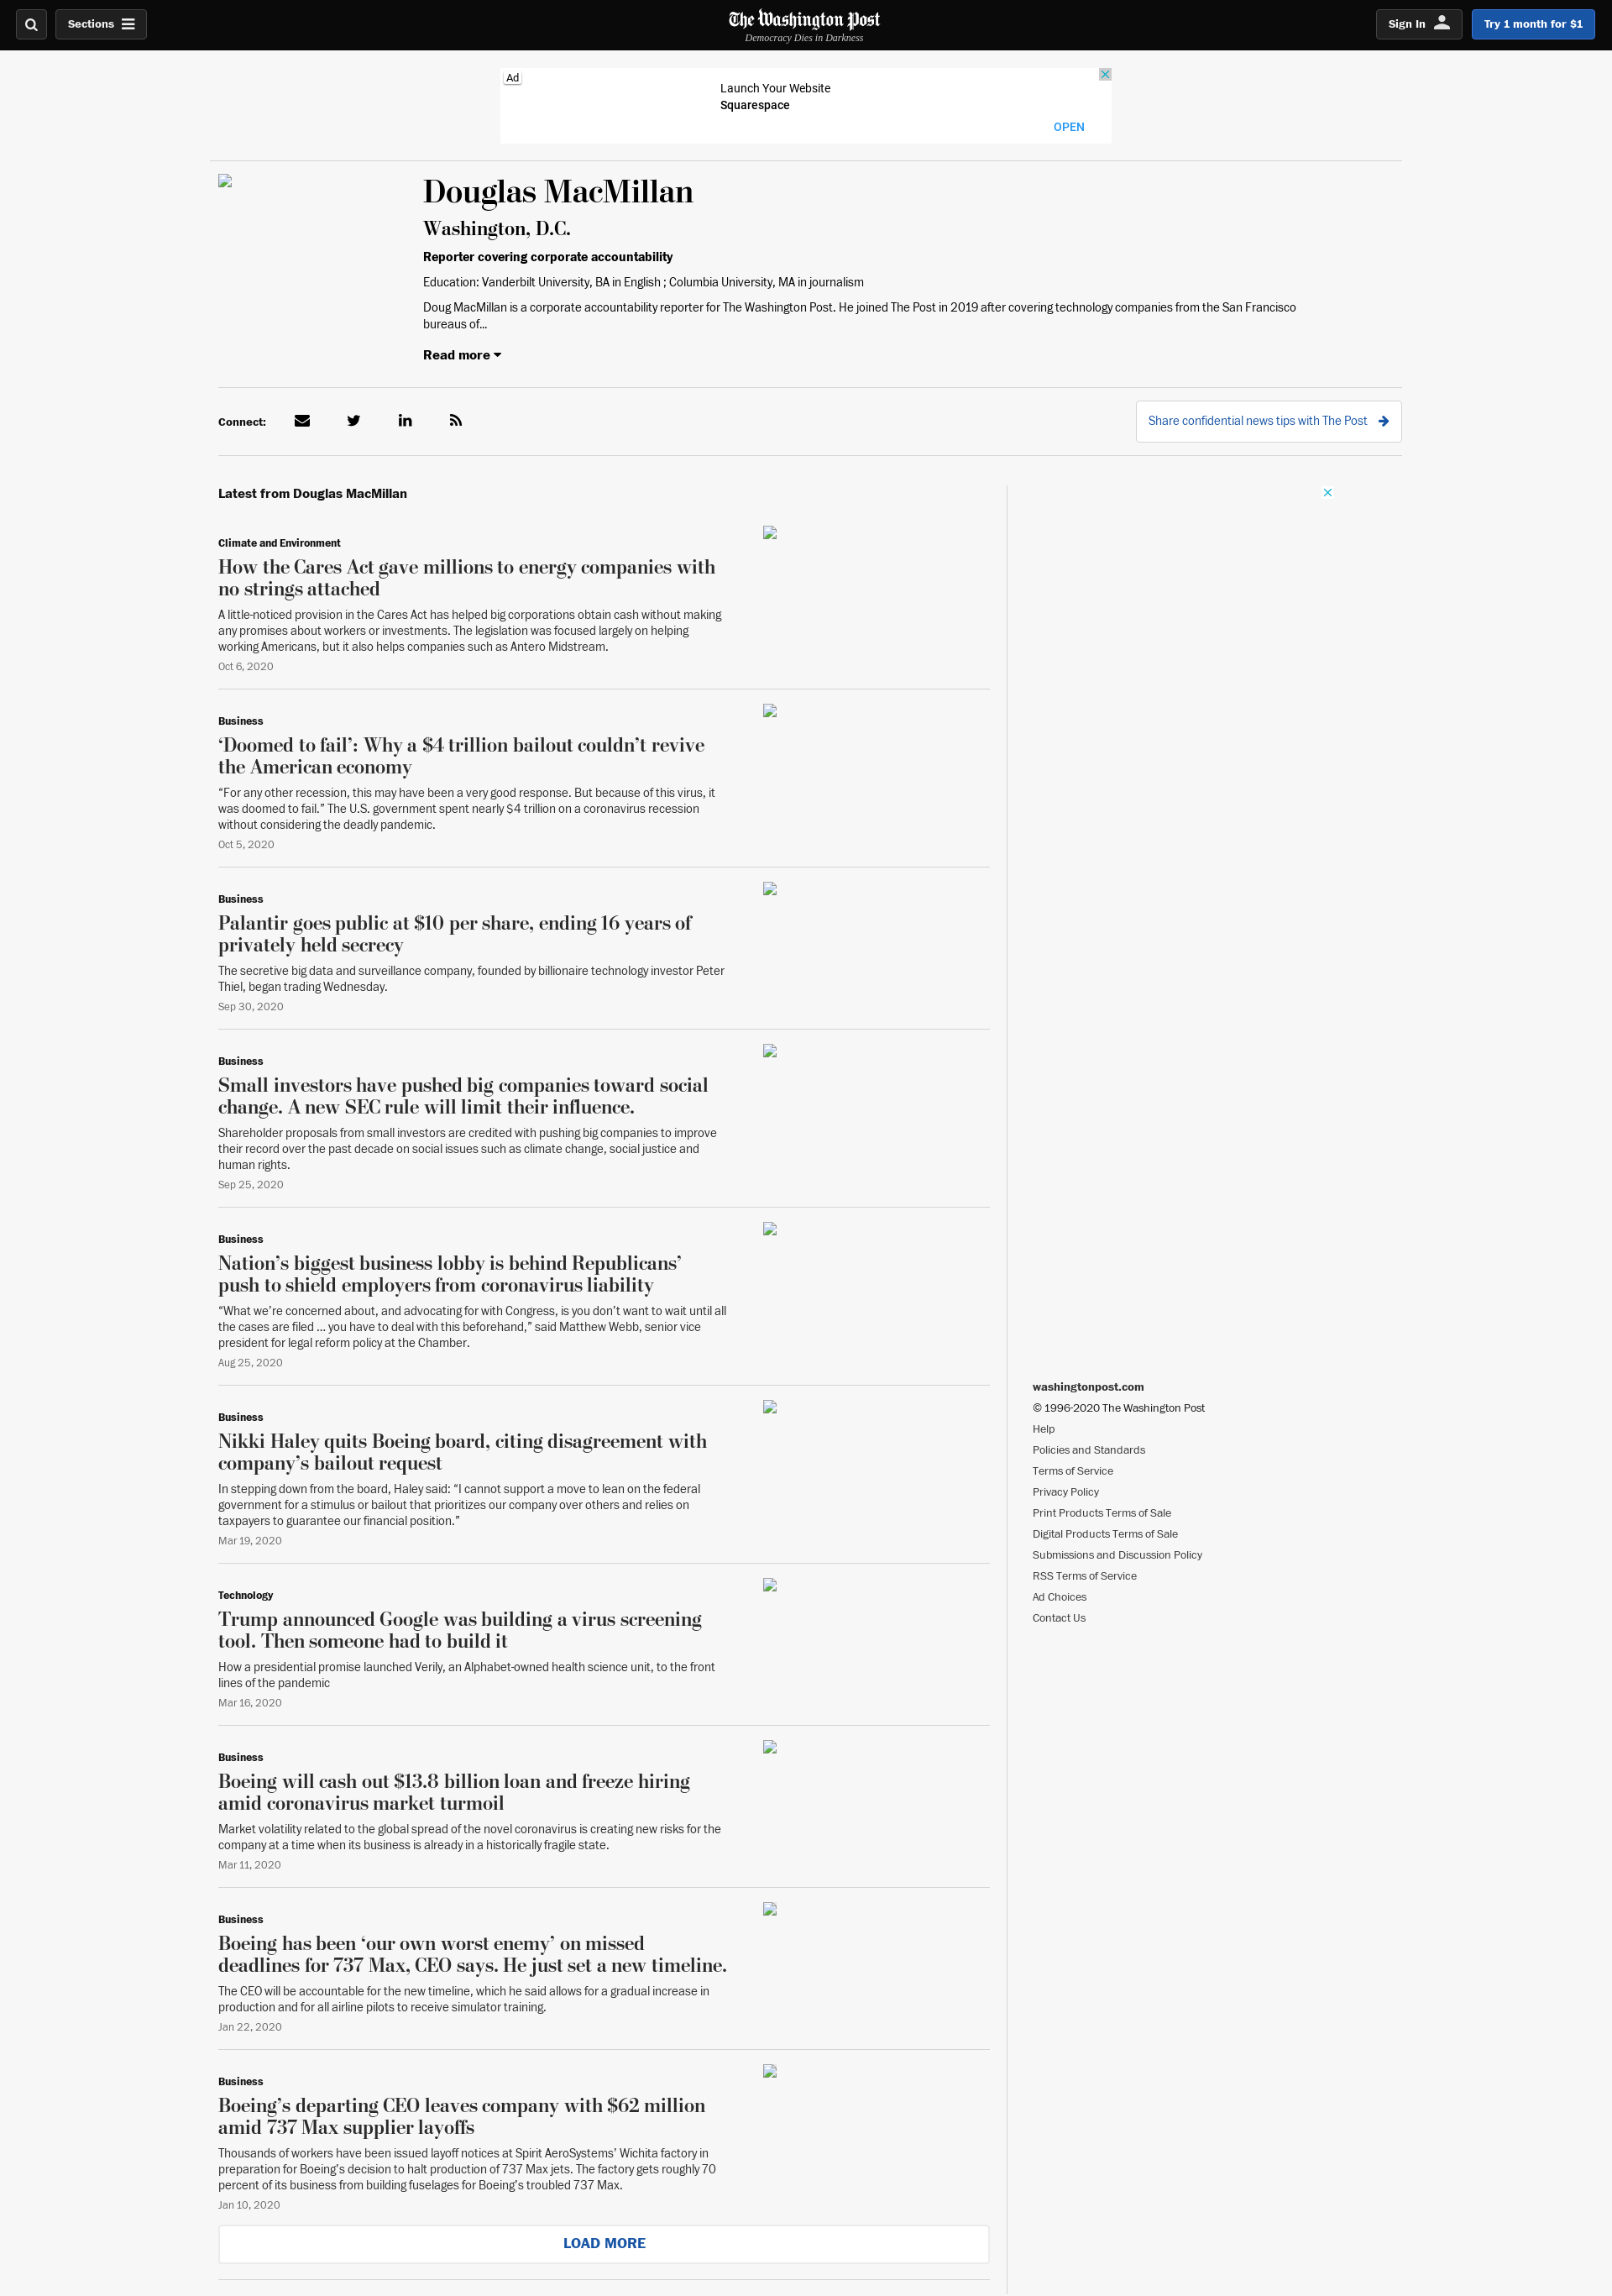 Sections
The Washington Post
Democracy Dies in Darkness
Sign In
Try 1 month for $1
Ad
Launch Your Website
Squarespace
OPEN
Douglas MacMillan
Washington, D.C.
Reporter covering corporate accountability
Education: Vanderbilt University, BA in English ; Columbia University, MA in journalism
Doug MacMillan is a corporate accountability reporter for The Washington Post. He joined The Post in 2019 after covering technology companies from the San Francisco
bureaus of...
Read more
Connect:
Share confidential news tips with The Post
Latest from Douglas MacMillan
Climate and Environment
How the Cares Act gave millions to energy companies with
no strings attached
A little-noticed provision in the Cares Act has helped big corporations obtain cash without making
any promises about workers or investments. The legislation was focused largely on helping
working Americans, but it also helps companies such as Antero Midstream.
Oct 6, 2020
Business
‘Doomed to fail’: Why a $4 trillion bailout couldn’t revive
the American economy
“For any other recession, this may have been a very good response. But because of this virus, it
was doomed to fail.” The U.S. government spent nearly $4 trillion on a coronavirus recession
without considering the deadly pandemic.
Oct 5, 2020
Business
Palantir goes public at $10 per share, ending 16 years of
privately held secrecy
The secretive big data and surveillance company, founded by billionaire technology investor Peter
Thiel, began trading Wednesday.
Sep 30, 2020
Business
Small investors have pushed big companies toward social
change. A new SEC rule will limit their influence.
Shareholder proposals from small investors are credited with pushing big companies to improve
their record over the past decade on social issues such as climate change, social justice and
human rights.
Sep 25, 2020
Business
Nation’s biggest business lobby is behind Republicans’
push to shield employers from coronavirus liability
“What we’re concerned about, and advocating for with Congress, is you don’t want to wait until all
the cases are filed ... you have to deal with this beforehand,” said Matthew Webb, senior vice
president for legal reform policy at the Chamber.
Aug 25, 2020
Business
Nikki Haley quits Boeing board, citing disagreement with
company’s bailout request
In stepping down from the board, Haley said: “I cannot support a move to lean on the federal
government for a stimulus or bailout that prioritizes our company over others and relies on
taxpayers to guarantee our financial position.”
Mar 19, 2020
Technology
Trump announced Google was building a virus screening
tool. Then someone had to build it
How a presidential promise launched Verily, an Alphabet-owned health science unit, to the front
lines of the pandemic
Mar 16, 2020
Business
Boeing will cash out $13.8 billion loan and freeze hiring
amid coronavirus market turmoil
Market volatility related to the global spread of the novel coronavirus is creating new risks for the
company at a time when its business is already in a historically fragile state.
Mar 11, 2020
Business
Boeing has been ‘our own worst enemy’ on missed
deadlines for 737 Max, CEO says. He just set a new timeline.
The CEO will be accountable for the new timeline, which he said allows for a gradual increase in
production and for all airline pilots to receive simulator training.
Jan 22, 2020
Business
Boeing’s departing CEO leaves company with $62 million
amid 737 Max supplier layoffs
Thousands of workers have been issued layoff notices at Spirit AeroSystems’ Wichita factory in
preparation for Boeing’s decision to halt production of 737 Max jets. The factory gets roughly 70
percent of its business from building fuselages for Boeing’s troubled 737 Max.
Jan 10, 2020
LOAD MORE
washingtonpost.com
© 1996-2020 The Washington Post
Help
Policies and Standards
Terms of Service
Privacy Policy
Print Products Terms of Sale
Digital Products Terms of Sale
Submissions and Discussion Policy
RSS Terms of Service
Ad Choices
Contact Us